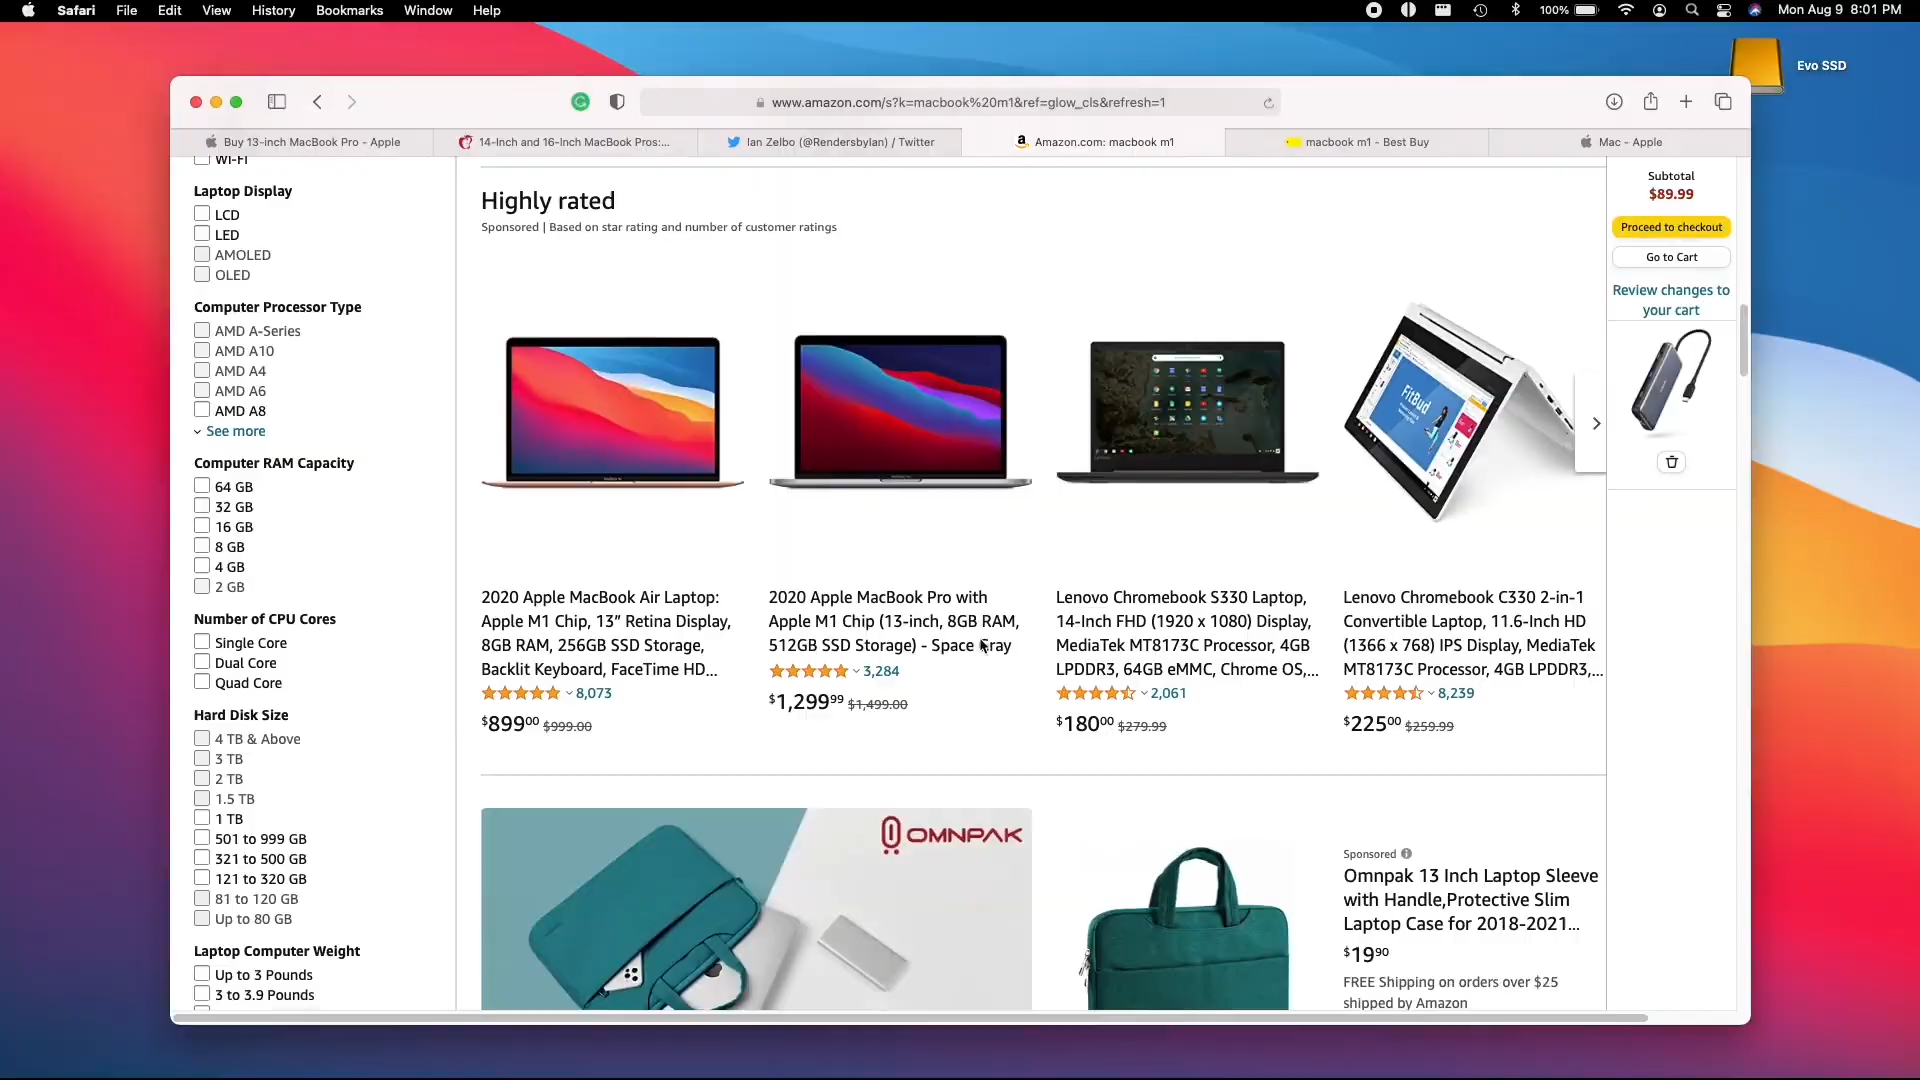 Safari File Edit View History Bookmarks Window Help
100% Mon Aug 9 8:01 PM
Evo SSD
www.amazon.com/s?k=macbook%20m1&ref=glow_cls&refresh=1
Buy 13-inch MacBook Pro - Apple
14-Inch and 16-Inch MacBook Pros:...
Ian Zelbo (@RendersbyIan) / Twitter
Amazon.com: macbook m1
macbook m1 - Best Buy
Mac - Apple
Wi-Fi
Laptop Display
LCD
LED
AMOLED
OLED
Computer Processor Type
AMD A-Series
AMD A10
AMD A4
AMD A6
AMD A8
See more
Computer RAM Capacity
64 GB
32 GB
16 GB
8 GB
4 GB
2 GB
Number of CPU Cores
Single Core
Dual Core
Quad Core
Hard Disk Size
4 TB & Above
3 TB
2 TB
1.5 TB
1 TB
501 to 999 GB
321 to 500 GB
121 to 320 GB
81 to 120 GB
Up to 80 GB
Laptop Computer Weight
Up to 3 Pounds
3 to 3.9 Pounds
Highly rated
Sponsored | Based on star rating and number of customer ratings
2020 Apple MacBook Air Laptop:
Apple M1 Chip, 13” Retina Display,
8GB RAM, 256GB SSD Storage,
Backlit Keyboard, FaceTime HD...
8,073
$89900 $999.00
2020 Apple MacBook Pro with
Apple M1 Chip (13-inch, 8GB RAM,
512GB SSD Storage) - Space Gray
3,284
$1,29999 $1,499.00
FitBud
Lenovo Chromebook S330 Laptop,
14-Inch FHD (1920 x 1080) Display,
MediaTek MT8173C Processor, 4GB
LPDDR3, 64GB eMMC, Chrome OS,...
2,061
$18000 $279.99
Lenovo Chromebook C330 2-in-1
Convertible Laptop, 11.6-Inch HD
(1366 x 768) IPS Display, MediaTek
MT8173C Processor, 4GB LPDDR3,...
8,239
$22500 $259.99
OMNPAK
Sponsored
Omnpak 13 Inch Laptop Sleeve
with Handle,Protective Slim
Laptop Case for 2018-2021...
$1990
FREE Shipping on orders over $25
shipped by Amazon
Subtotal
$89.99
Proceed to checkout
Go to Cart
Review changes to
your cart